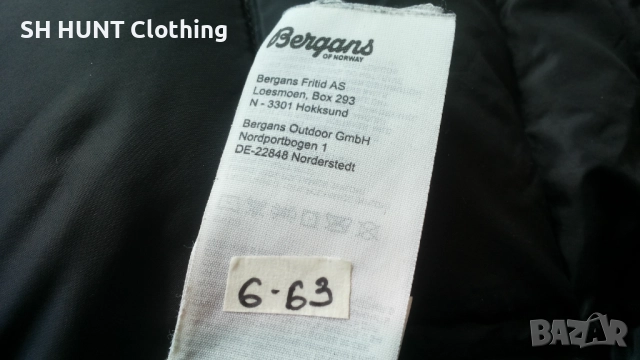 SH HUNT Clothing
Bergans
OF NORWAY
Bergans Fritid AS
Loesmoen, Box 293
N - 3301 Hokksund
Bergans Outdoor GmbH
Nordportbogen 1
DE-22848 Norderstedt
6-63
BAZAR